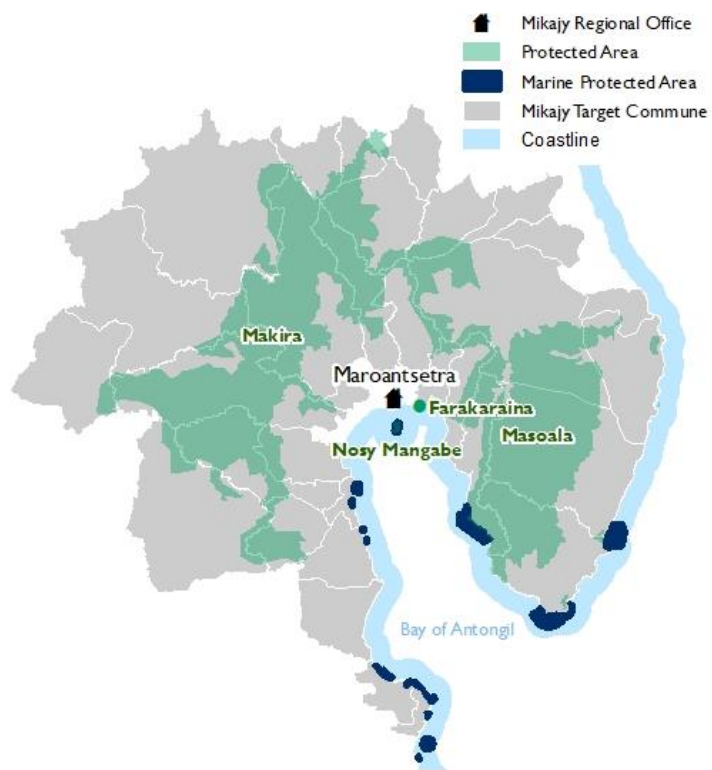 Mikajy Regional Office
Protected Area
Marine Protected Area
Mikajy Target Commune
Coastline
Makira
Maroantsetra
Farakaraina
Nosy Mangabe
Masoala
Bay of Antongil